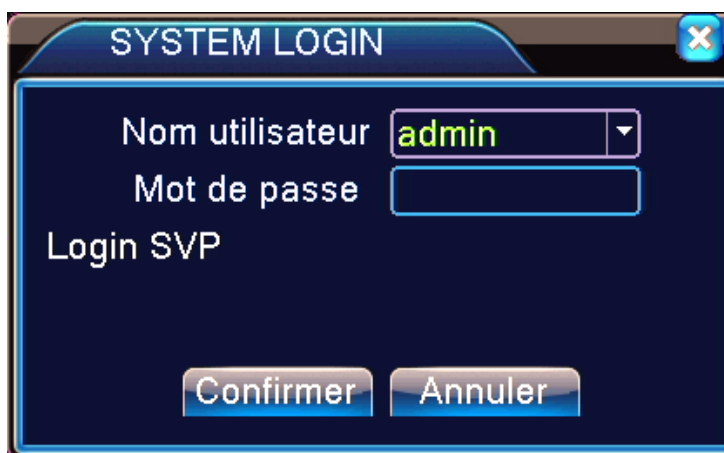 SYSTEM LOGIN
Nom utilisateur admin
Mot de passe
Login SVP
Confirmer Annuler